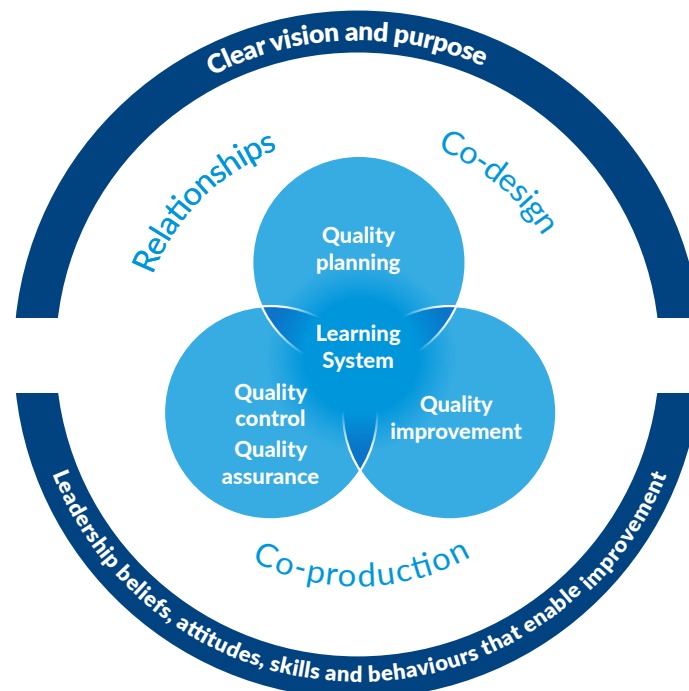 Clear vision and purpose
Relationships
Co-design
Quality
planning
Learning
System
Quality
control
Quality
assurance
Quality
improvement
Co-production
Leadership beliefs, attitudes, skills and behaviours that enable improvement